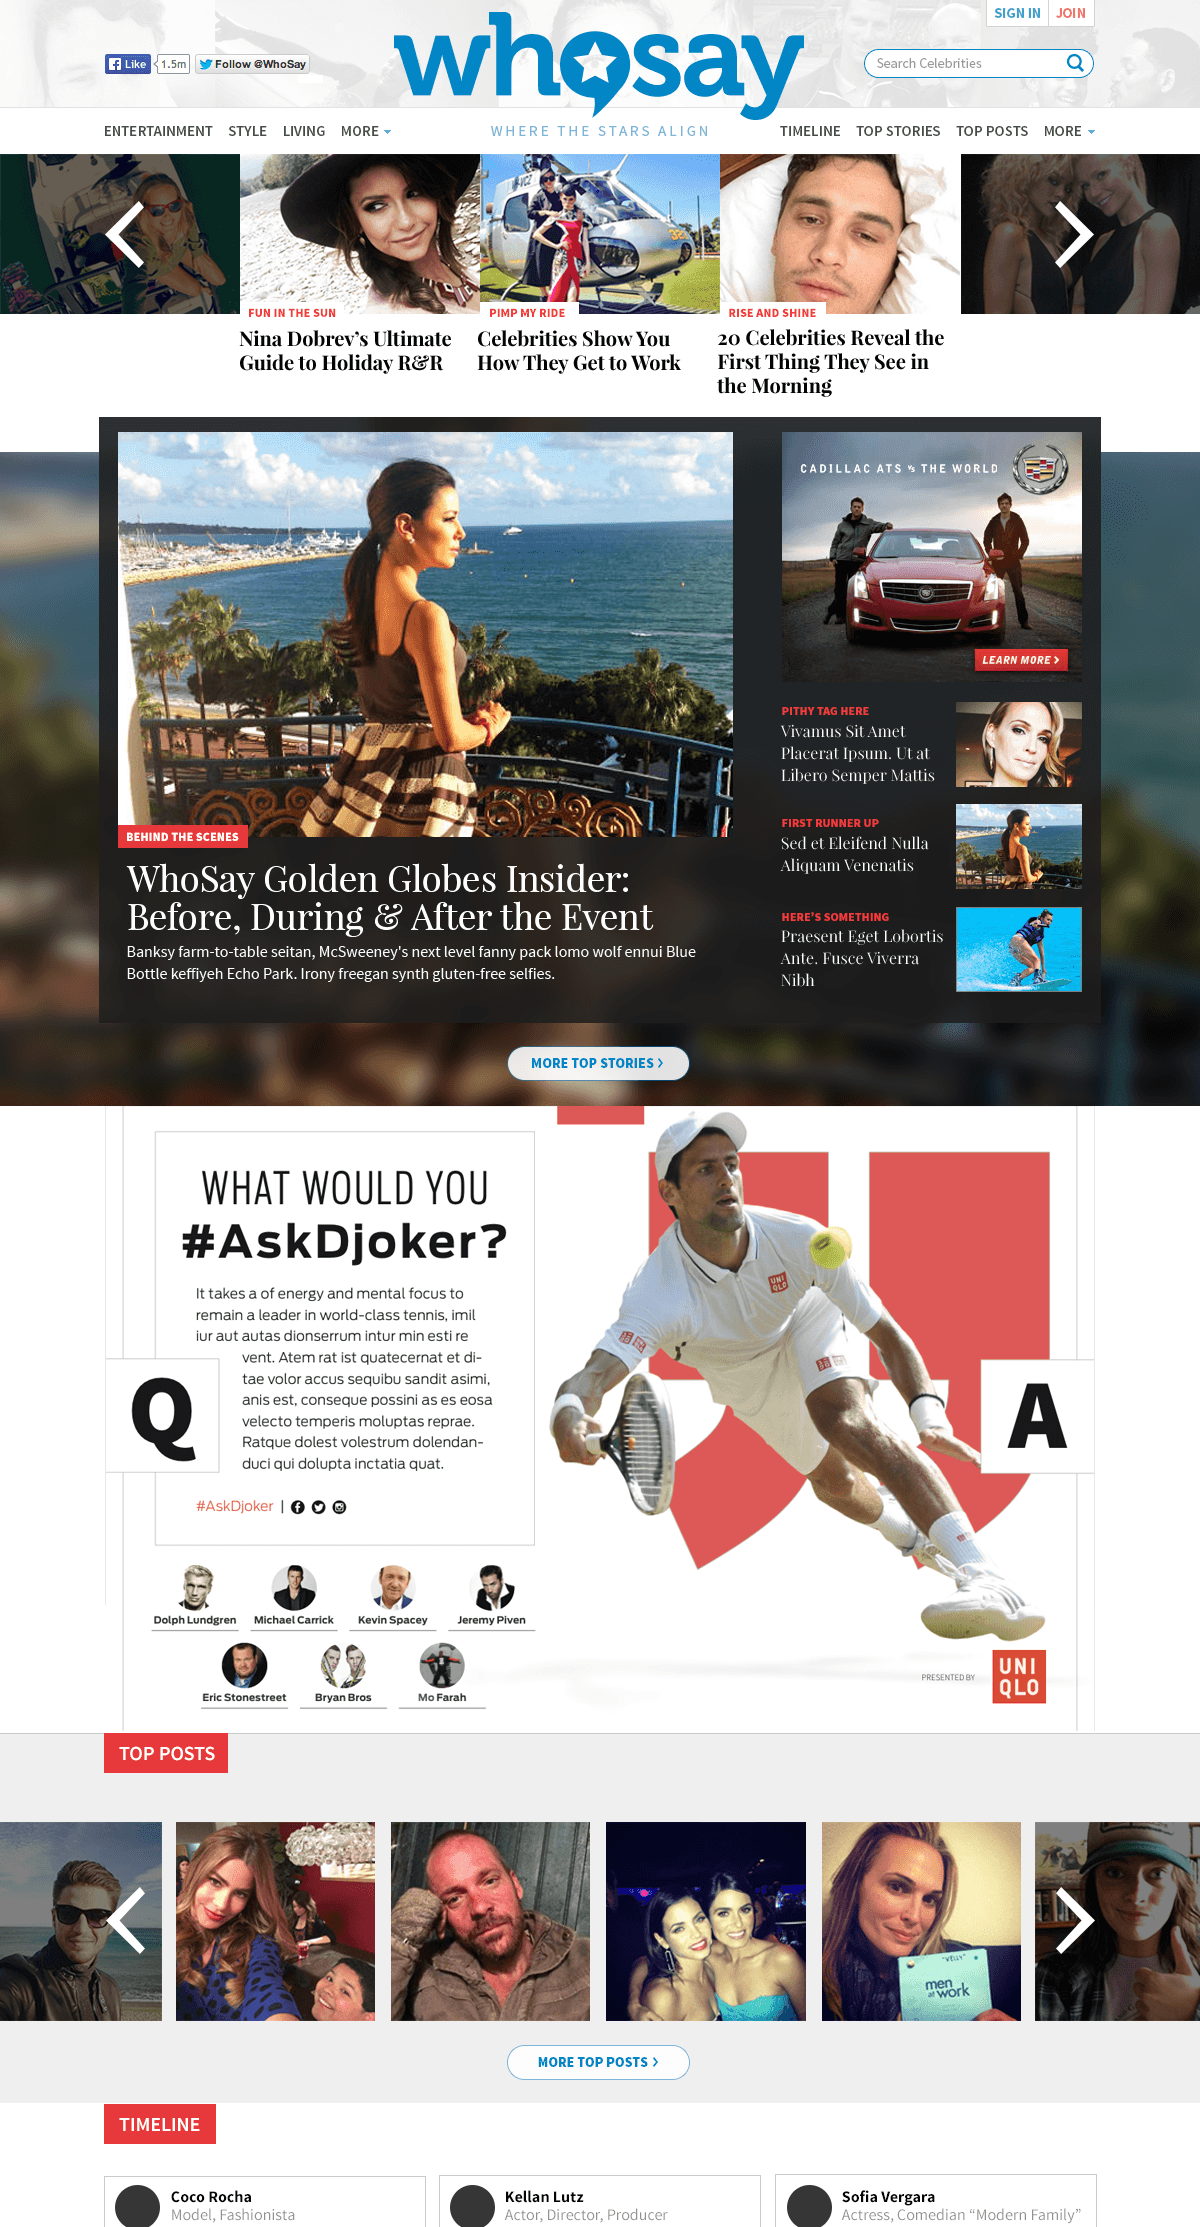 SIGN IN JOIN
Like 1.5m Follow @WhoSay
whosay
Search Celebrities
ENTERTAINMENT STYLE LIVING MORE
WHERE THE STARS ALIGN
TIMELINE TOP STORIES TOP POSTS MORE
FUN IN THE SUN
Nina Dobrev's Ultimate
Guide to Holiday R&R
PIMP MY RIDE
Celebrities Show You
How They Get to Work
RISE AND SHINE
20 Celebrities Reveal the
First Thing They See in
the Morning
CADILLAC ATS vs THE WORLD
LEARN MORE >
BEHIND THE SCENES
WhoSay Golden Globes Insider:
Before, During & After the Event
Banksy farm-to-table seitan, McSweeney's next level fanny pack lomo wolf ennui Blue
Bottle keffiyeh Echo Park. Irony freegan synth gluten-free selfies.
PITHY TAG HERE
Vivamus Sit Amet
Placerat Ipsum. Ut at
Libero Semper Mattis
FIRST RUNNER UP
Sed et Eleifend Nulla
Aliquam Venenatis
HERE'S SOMETHING
Praesent Eget Lobortis
Ante. Fusce Viverra
Nibh
MORE TOP STORIES >
WHAT WOULD YOU
#AskDjoker?
It takes a of energy and mental focus to
remain a leader in world-class tennis, imil
iur aut autas dionserrum intur min esti re
vent. Atem rat ist quatecernat et di-
tae volor accus sequibu sandit asimi,
anis est, conseque possini as es eosa
velecto temperis moluptas reprae.
Ratque dolest volestrum dolendan-
duci qui dolupta inctatia quat.
Q
A
#AskDjoker |
UNI
QLO
Dolph Lundgren Michael Carrick Kevin Spacey Jeremy Piven
Eric Stonestreet Bryan Bros Mo Farah
PRESENTED BY
UNI
QLO
TOP POSTS
"KELLY"
men
at work
MORE TOP POSTS >
TIMELINE
Coco Rocha
Model, Fashionista
Kellan Lutz
Actor, Director, Producer
Sofia Vergara
Actress, Comedian “Modern Family”